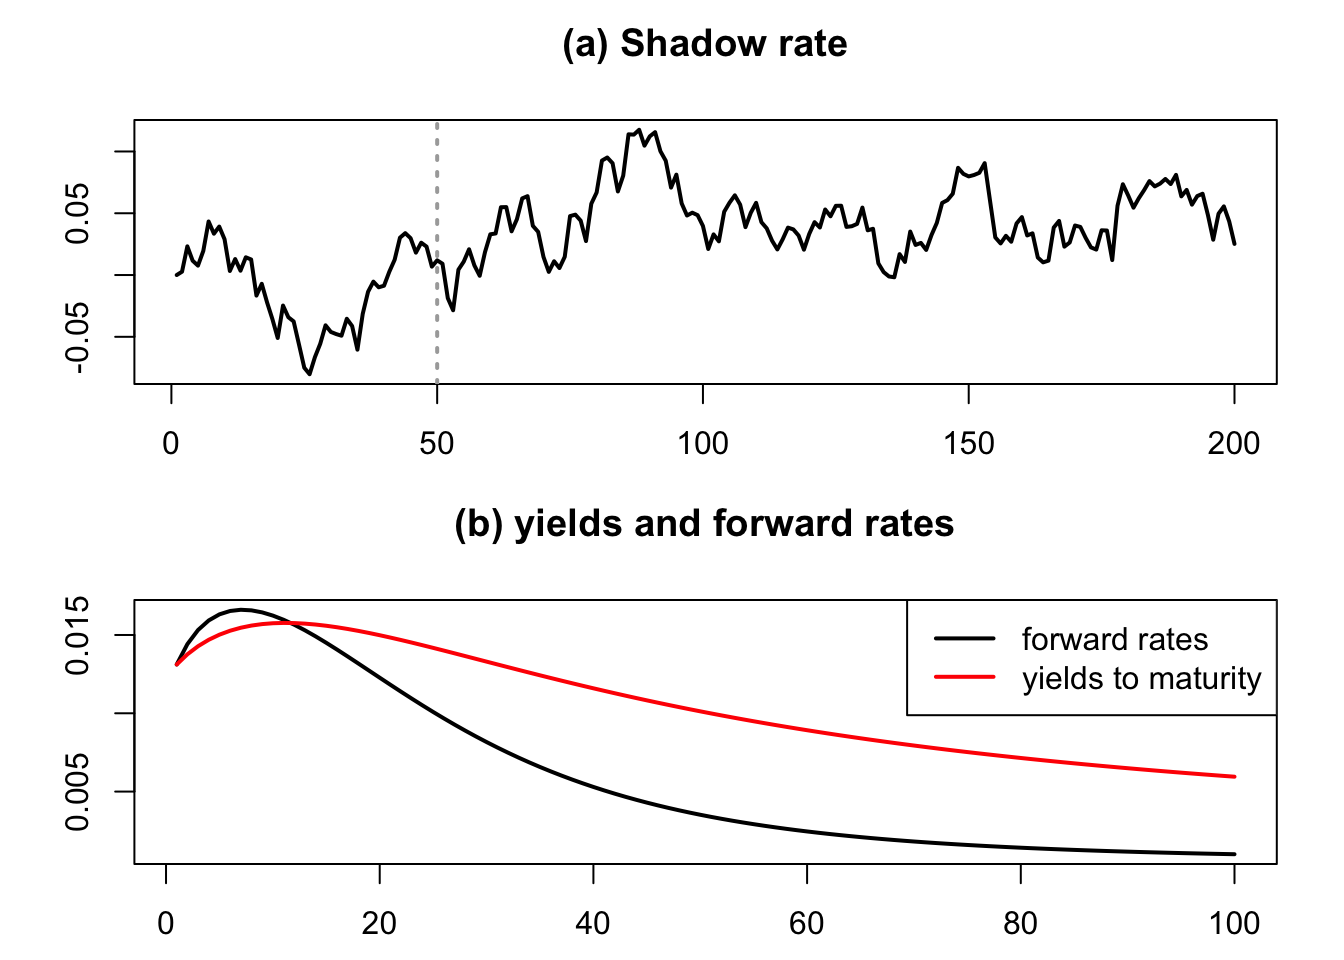 (a) Shadow rate
0.05
-0.05
0 50 100 150 200
(b) yields and forward rates
0.015
0.005
forward rates
yields to maturity
0 20 40 60 80 100